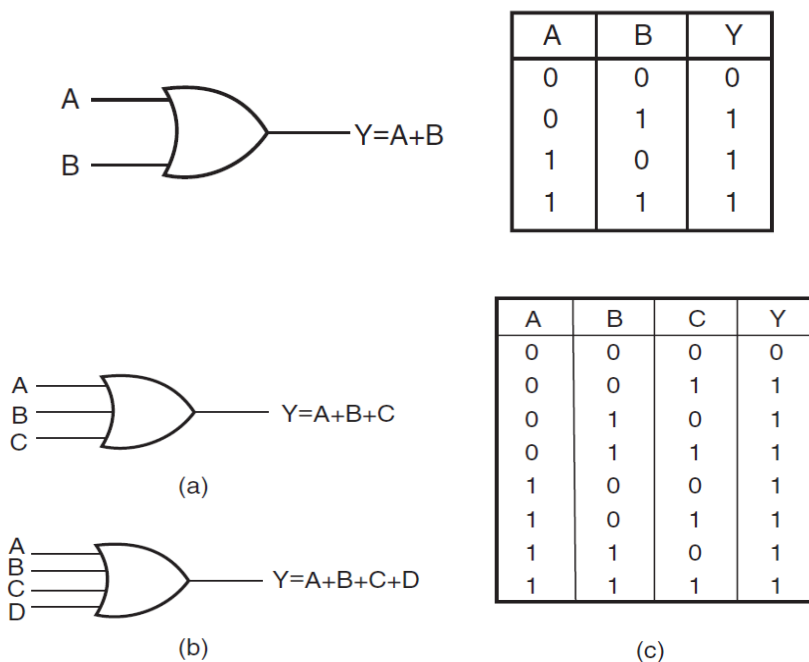 A
B
Y=A+B
A B Y
0 0 0
0 1 1
1 0 1
1 1 1
A
B
C
Y=A+B+C
(a)
A
B
C
D
Y=A+B+C+D
(b)
A B C Y
0 0 0 0
0 0 1 1
0 1 0 1
0 1 1 1
1 0 0 1
1 0 1 1
1 1 0 1
1 1 1 1
(c)